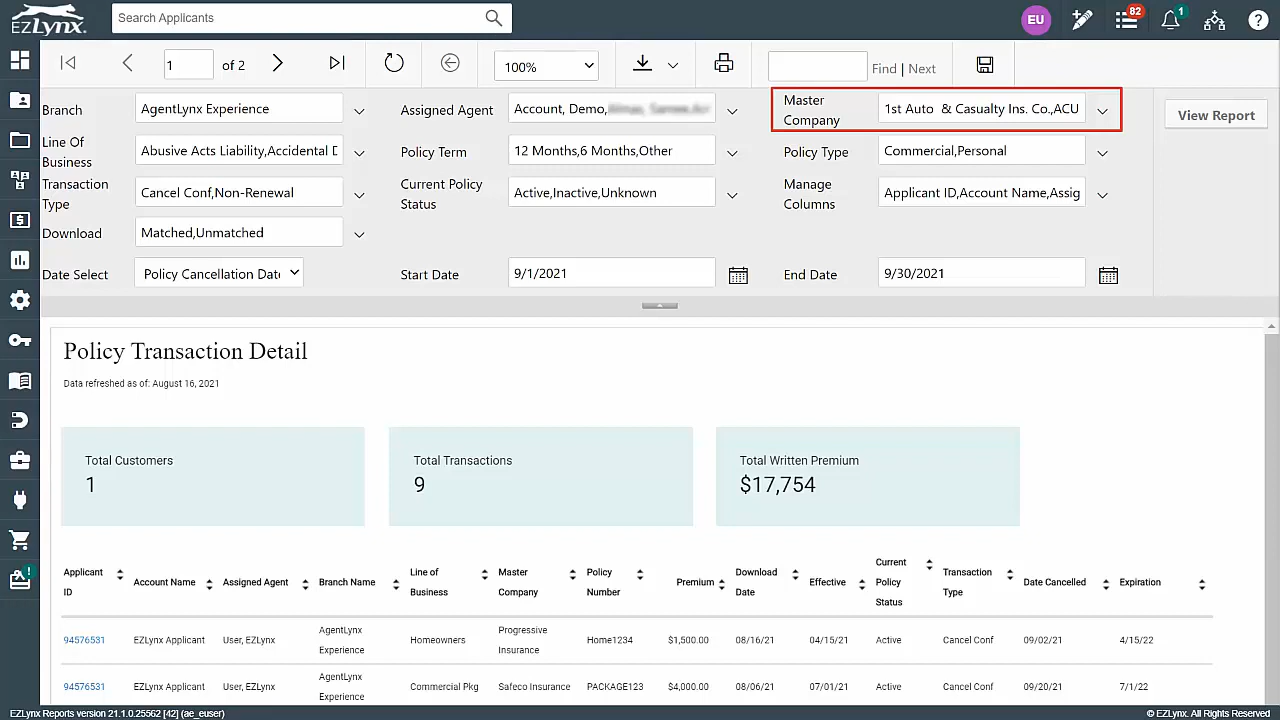 EZLynx.
Search Applicants
EU
82
1
?
1
of 2
100%
Find | Next
Branch
AgentLynx Experience
Assigned Agent
Account, Demo,
Master
Company
1st Auto & Casualty Ins. Co.,ACU
View Report
Line Of
Business
Abusive Acts Liability,Accidental D
Policy Term
12 Months,6 Months,Other
Policy Type
Commercial,Personal
Transaction
Type
Cancel Conf,Non-Renewal
Current Policy
Status
Active,Inactive,Unknown
Manage
Columns
Applicant ID,Account Name,Assig
Download
Matched,Unmatched
Date Select
Policy Cancellation Date
Start Date
9/1/2021
End Date
9/30/2021
Policy Transaction Detail
Data refreshed as of: August 16, 2021
Total Customers
1
Total Transactions
9
Total Written Premium
$17,754
Applicant
ID
Account Name
Assigned Agent
Branch Name
Line of
Business
Master
Company
Policy
Number
Premium
Download
Date
Effective
Current
Policy
Status
Transaction
Type
Date Cancelled
Expiration
94576531
EZLynx Applicant
User, EZLynx
AgentLynx
Experience
Homeowners
Progressive
Insurance
Home1234
$1,500.00
08/16/21
04/15/21
Active
Cancel Conf
09/02/21
4/15/22
94576531
EZLynx Applicant
User, EZLynx
AgentLynx
Experience
Commercial Pkg
Safeco Insurance
PACKAGE123
$4,000.00
08/06/21
07/01/21
Active
Cancel Conf
09/20/21
7/1/22
!
EZLynx Reports version 21.1.0.25562 [42] (ae_euser)
© EZLynx. All Rights Reserved